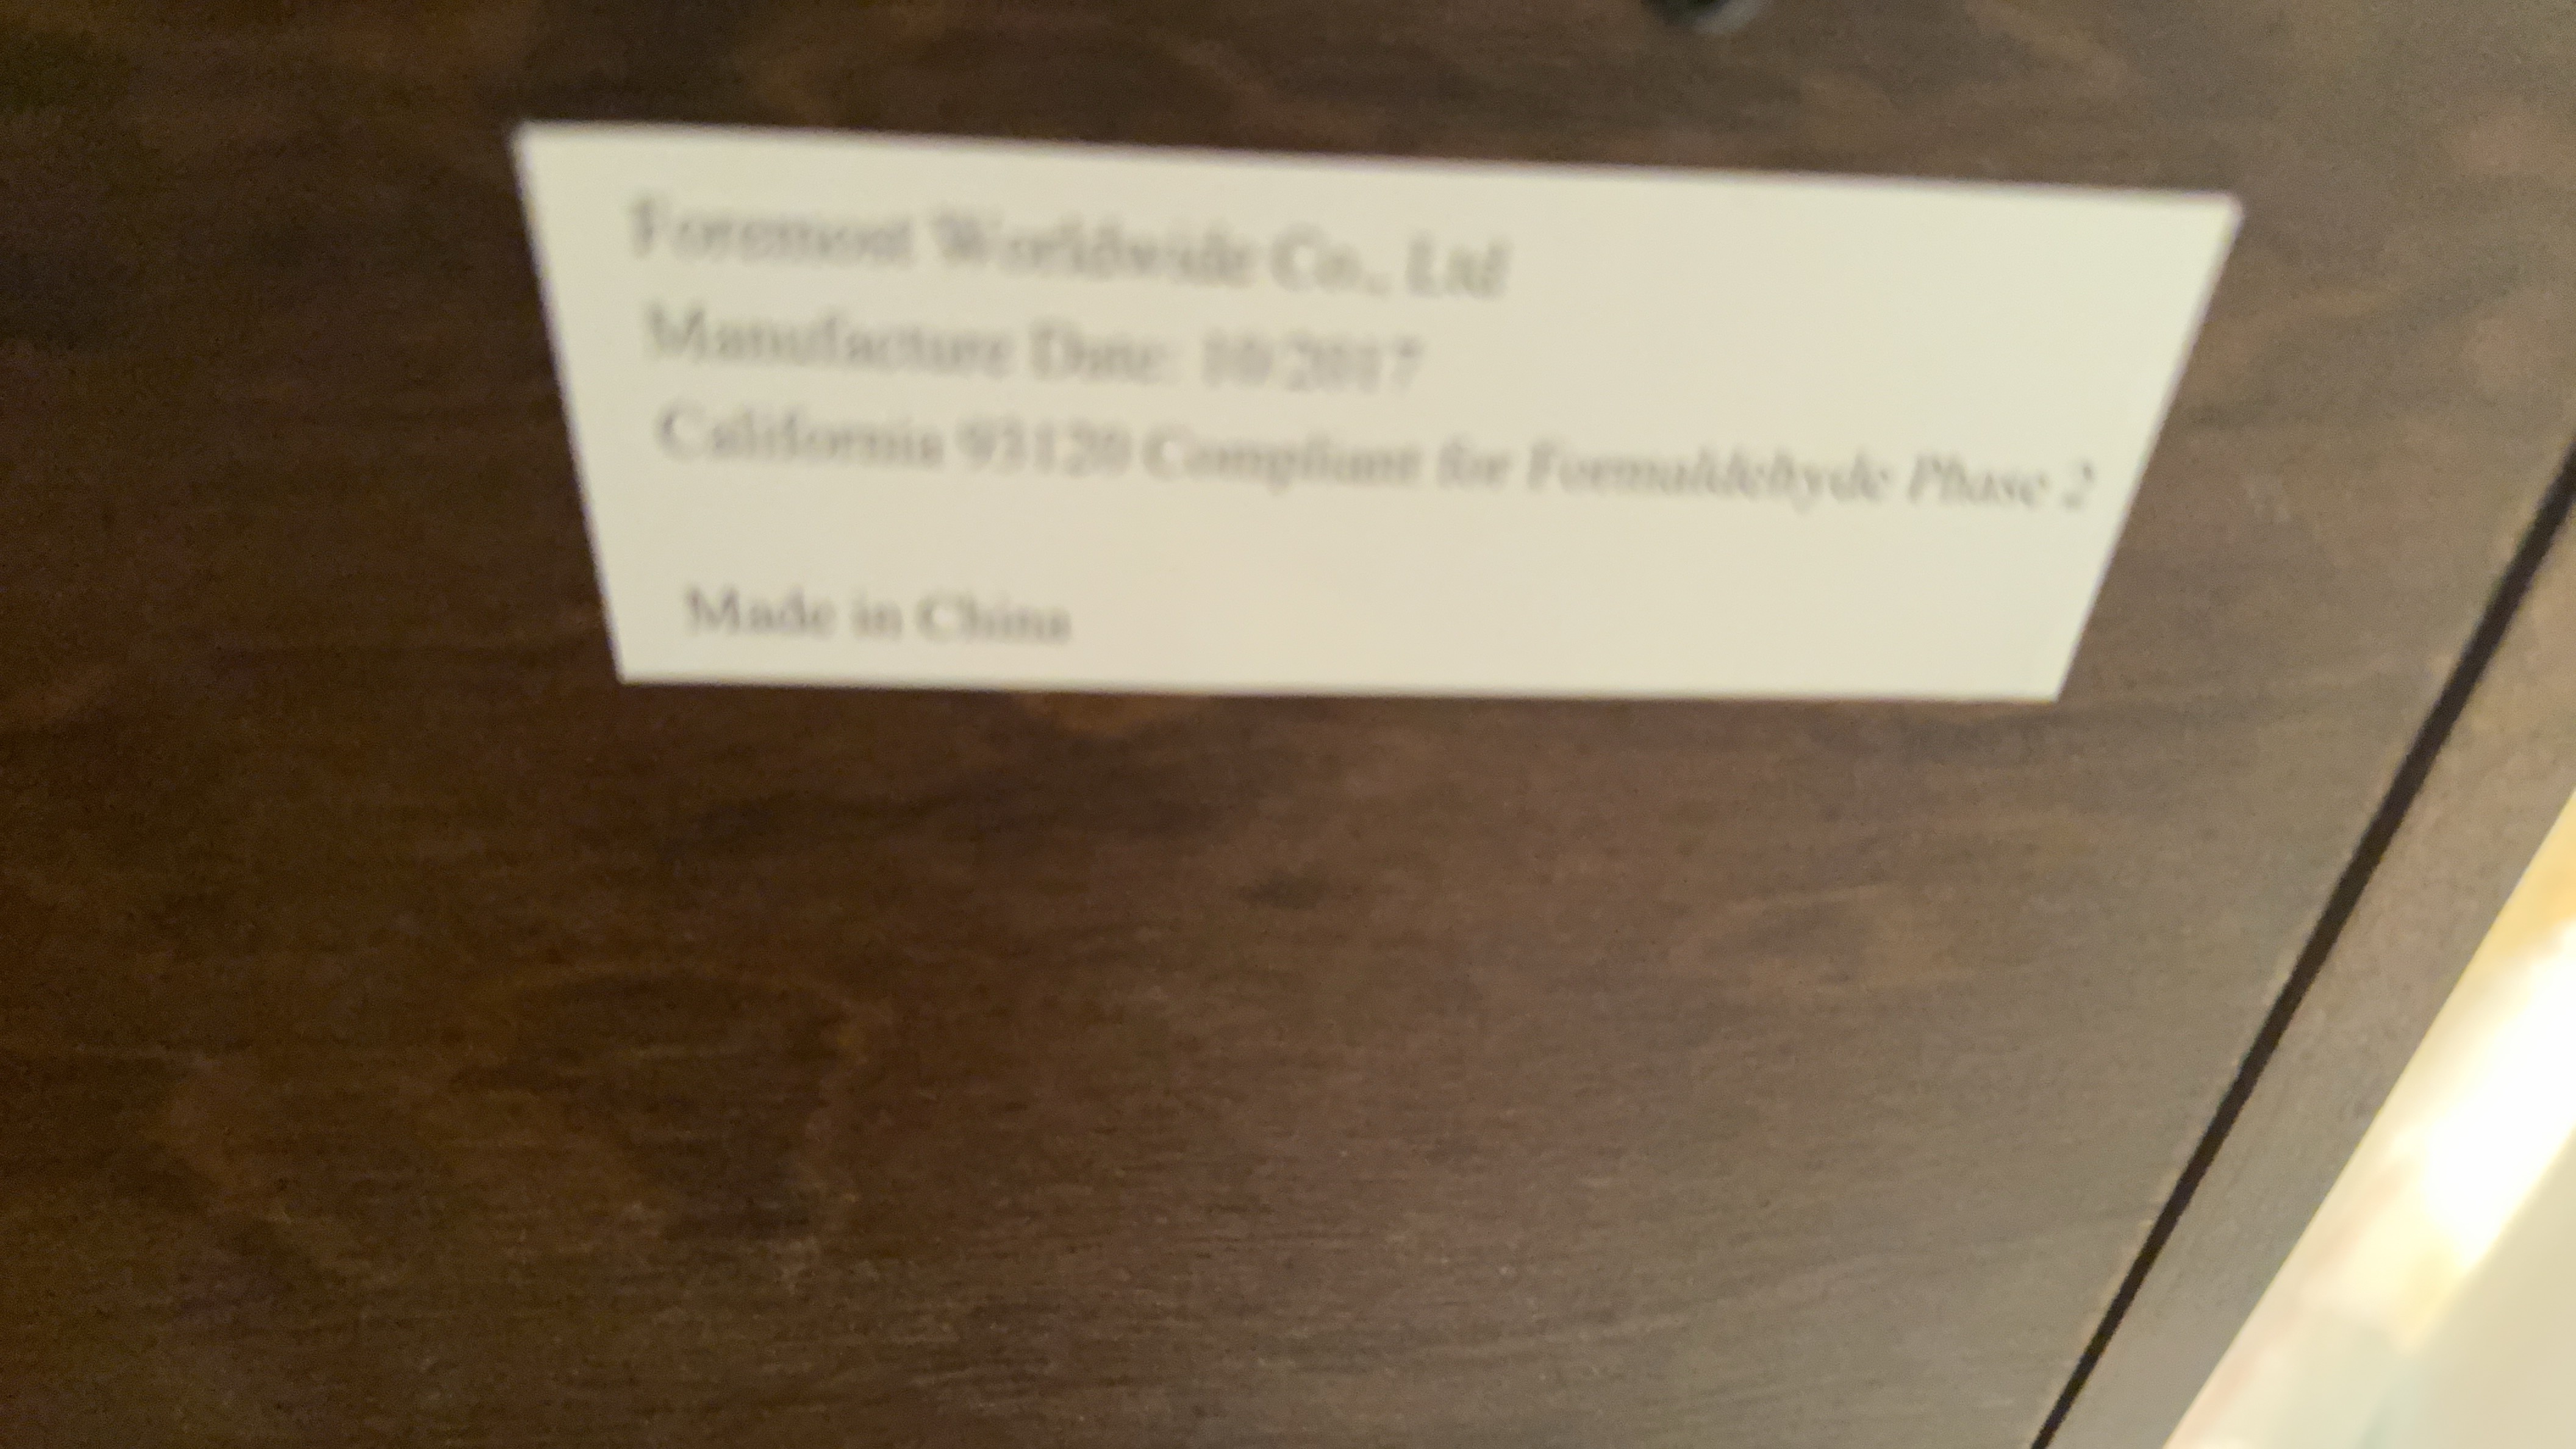 Foremost Worldwide Co., Ltd
Manufacture Date: 10/2017
California 93120 Compliant for Formaldehyde Phase 2
Made in China